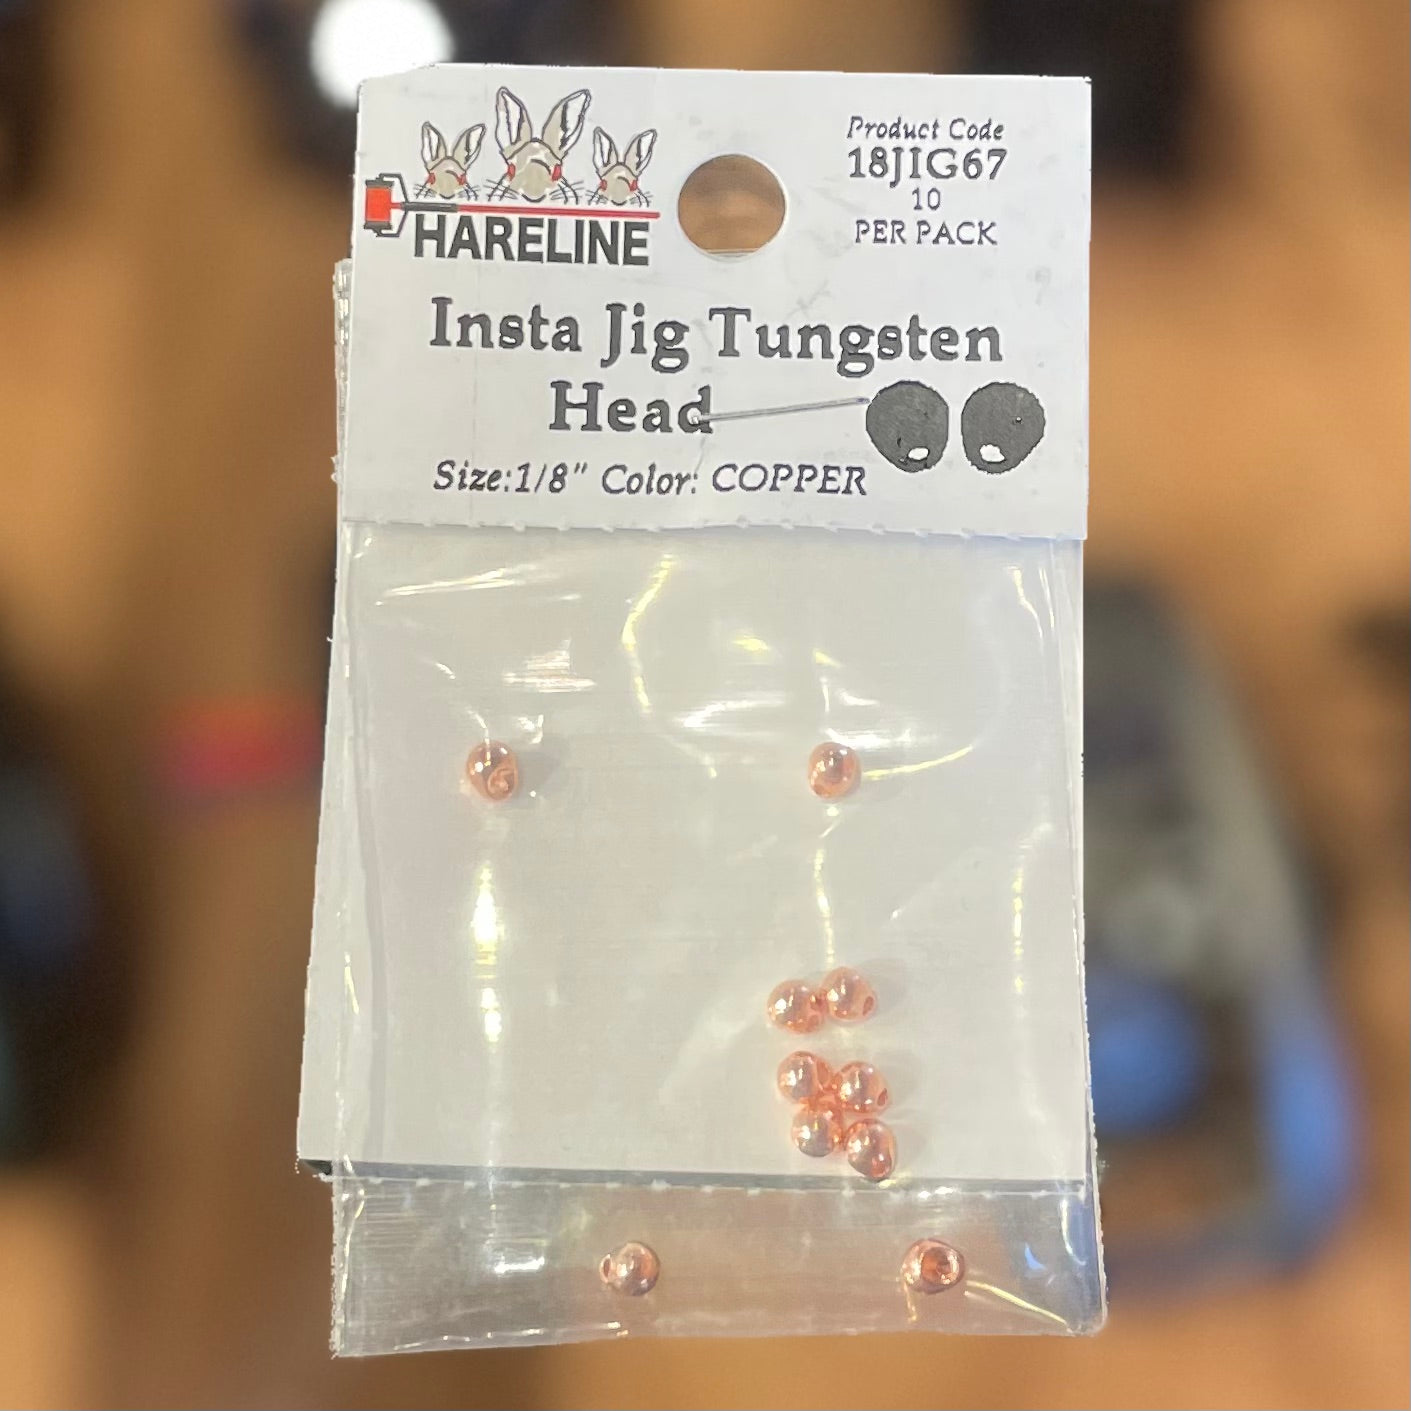 HARELINE
Product Code
18JIG67
10
PER PACK
Insta Jig Tungsten
Head
Size:1/8" Color: COPPER